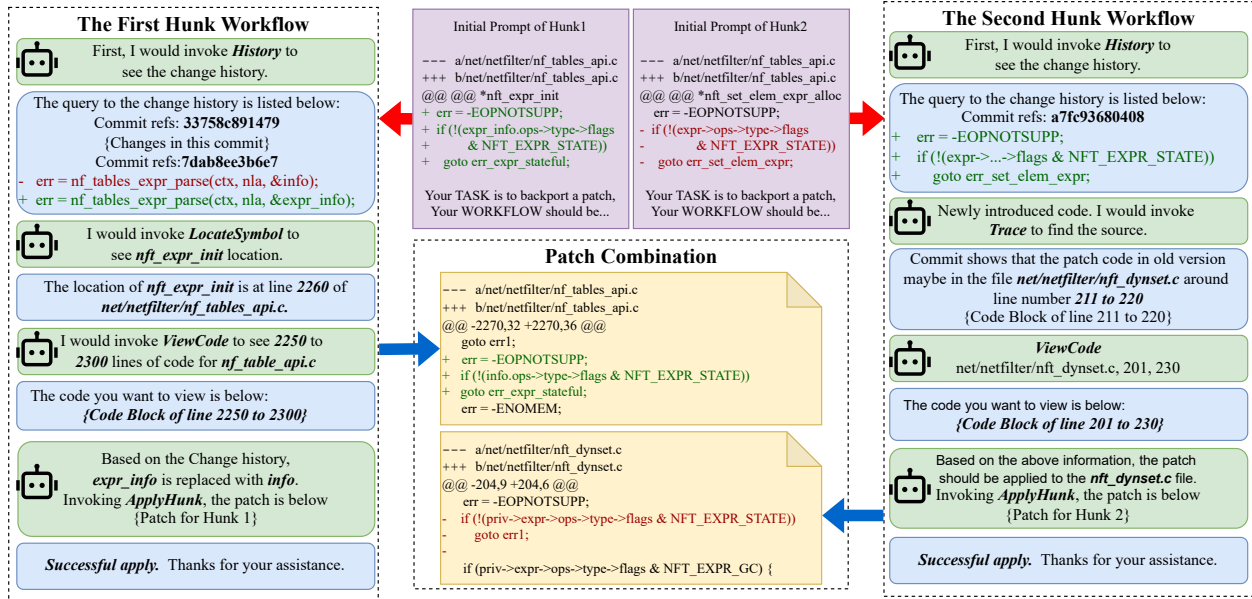 The First Hunk Workflow
First, I would invoke History to
see the change history.
The query to the change history is listed below:
Commit refs: 33758c891479
{Changes in this commit}
Commit refs:7dab8ee3b6e7
- err = nf_tables_expr_parse(ctx, nla, &info);
+ err = nf_tables_expr_parse(ctx, nla, &expr_info);
I would invoke LocateSymbol to
see nft_expr_init location.
The location of nft_expr_init is at line 2260 of
net/netfilter/nf_tables_api.c.
I would invoke ViewCode to see 2250 to
2300 lines of code for nf_table_api.c
The code you want to view is below:
{Code Block of line 2250 to 2300}
Based on the Change history,
expr_info is replaced with info.
Invoking ApplyHunk, the patch is below
{Patch for Hunk 1}
Successful apply. Thanks for your assistance.
Initial Prompt of Hunk1
--- a/net/netfilter/nf_tables_api.c
+++ b/net/netfilter/nf_tables_api.c
@@ @@ *nft_expr_init
+ err = -EOPNOTSUPP;
+ if (!(expr_info.ops->type->flags
+ & NFT_EXPR_STATE))
+ goto err_expr_stateful;
Your TASK is to backport a patch,
Your WORKFLOW should be...
Initial Prompt of Hunk2
--- a/net/netfilter/nf_tables_api.c
+++ b/net/netfilter/nf_tables_api.c
@@ @@ *nft_set_elem_expr_alloc
err = -EOPNOTSUPP;
- if (!(expr->ops->type->flags
- & NFT_EXPR_STATE))
- goto err_set_elem_expr;
Your TASK is to backport a patch,
Your WORKFLOW should be...
Patch Combination
--- a/net/netfilter/nf_tables_api.c
+++ b/net/netfilter/nf_tables_api.c
@@ -2270,32 +2270,36 @@
goto err1;
+ err = -EOPNOTSUPP;
+ if (!(info.ops->type->flags & NFT_EXPR_STATE))
+ goto err_expr_stateful;
err = -ENOMEM;
--- a/net/netfilter/nft_dynset.c
+++ b/net/netfilter/nft_dynset.c
@@ -204,9 +204,6 @@
err = -EOPNOTSUPP;
- if (!(priv->expr->ops->type->flags & NFT_EXPR_STATE))
- goto err1;
-
if (priv->expr->ops->type->flags & NFT_EXPR_GC) {
The Second Hunk Workflow
First, I would invoke History to
see the change history.
The query to the change history is listed below:
Commit refs: a7fc93680408
+ err = -EOPNOTSUPP;
+ if (!(expr->...->flags & NFT_EXPR_STATE))
+ goto err_set_elem_expr;
Newly introduced code. I would invoke
Trace to find the source.
Commit shows that the patch code in old version
maybe in the file net/netfilter/nft_dynset.c around
line number 211 to 220
{Code Block of line 211 to 220}
ViewCode
net/netfilter/nft_dynset.c, 201, 230
The code you want to view is below:
{Code Block of line 201 to 230}
Based on the above information, the patch
should be applied to the nft_dynset.c file.
Invoking ApplyHunk, the patch is below
{Patch for Hunk 2}
Successful apply. Thanks for your assistance.